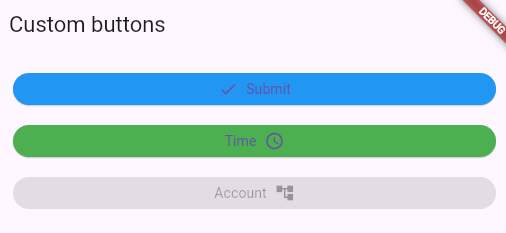 Custom buttons
DEBUG
Submit
Time
Account